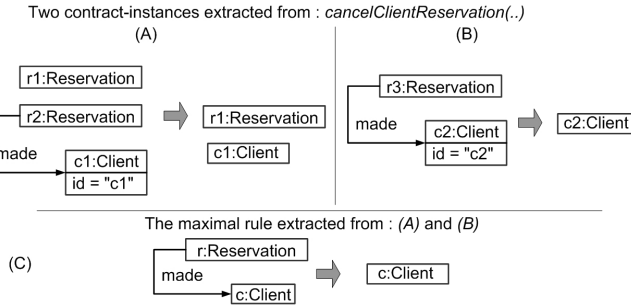 Two contract-instances extracted from : cancelClientReservation(..)
(A)
r1:Reservation
r2:Reservation
made
c1:Client
id = "c1"
r1:Reservation
c1:Client
(B)
r3:Reservation
made
c2:Client
id = "c2"
c2:Client
The maximal rule extracted from : (A) and (B)
(C)
r:Reservation
made
c:Client
c:Client